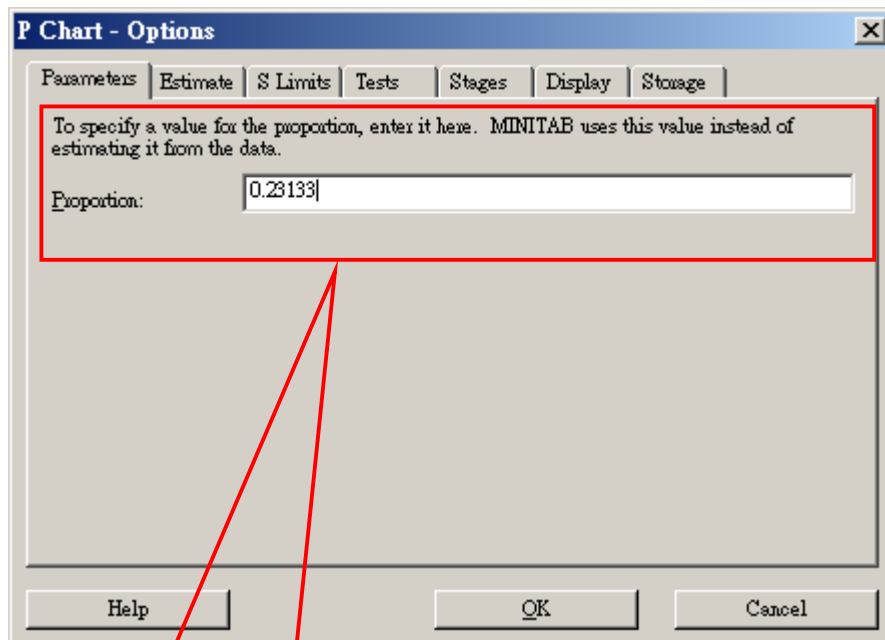 P Chart - Options
Parameters Estimate S Limits Tests Stages Display Storage
To specify a value for the proportion, enter it here. MINITAB uses this value instead of
estimating it from the data.
Proportion: 0.23133
Help OK Cancel